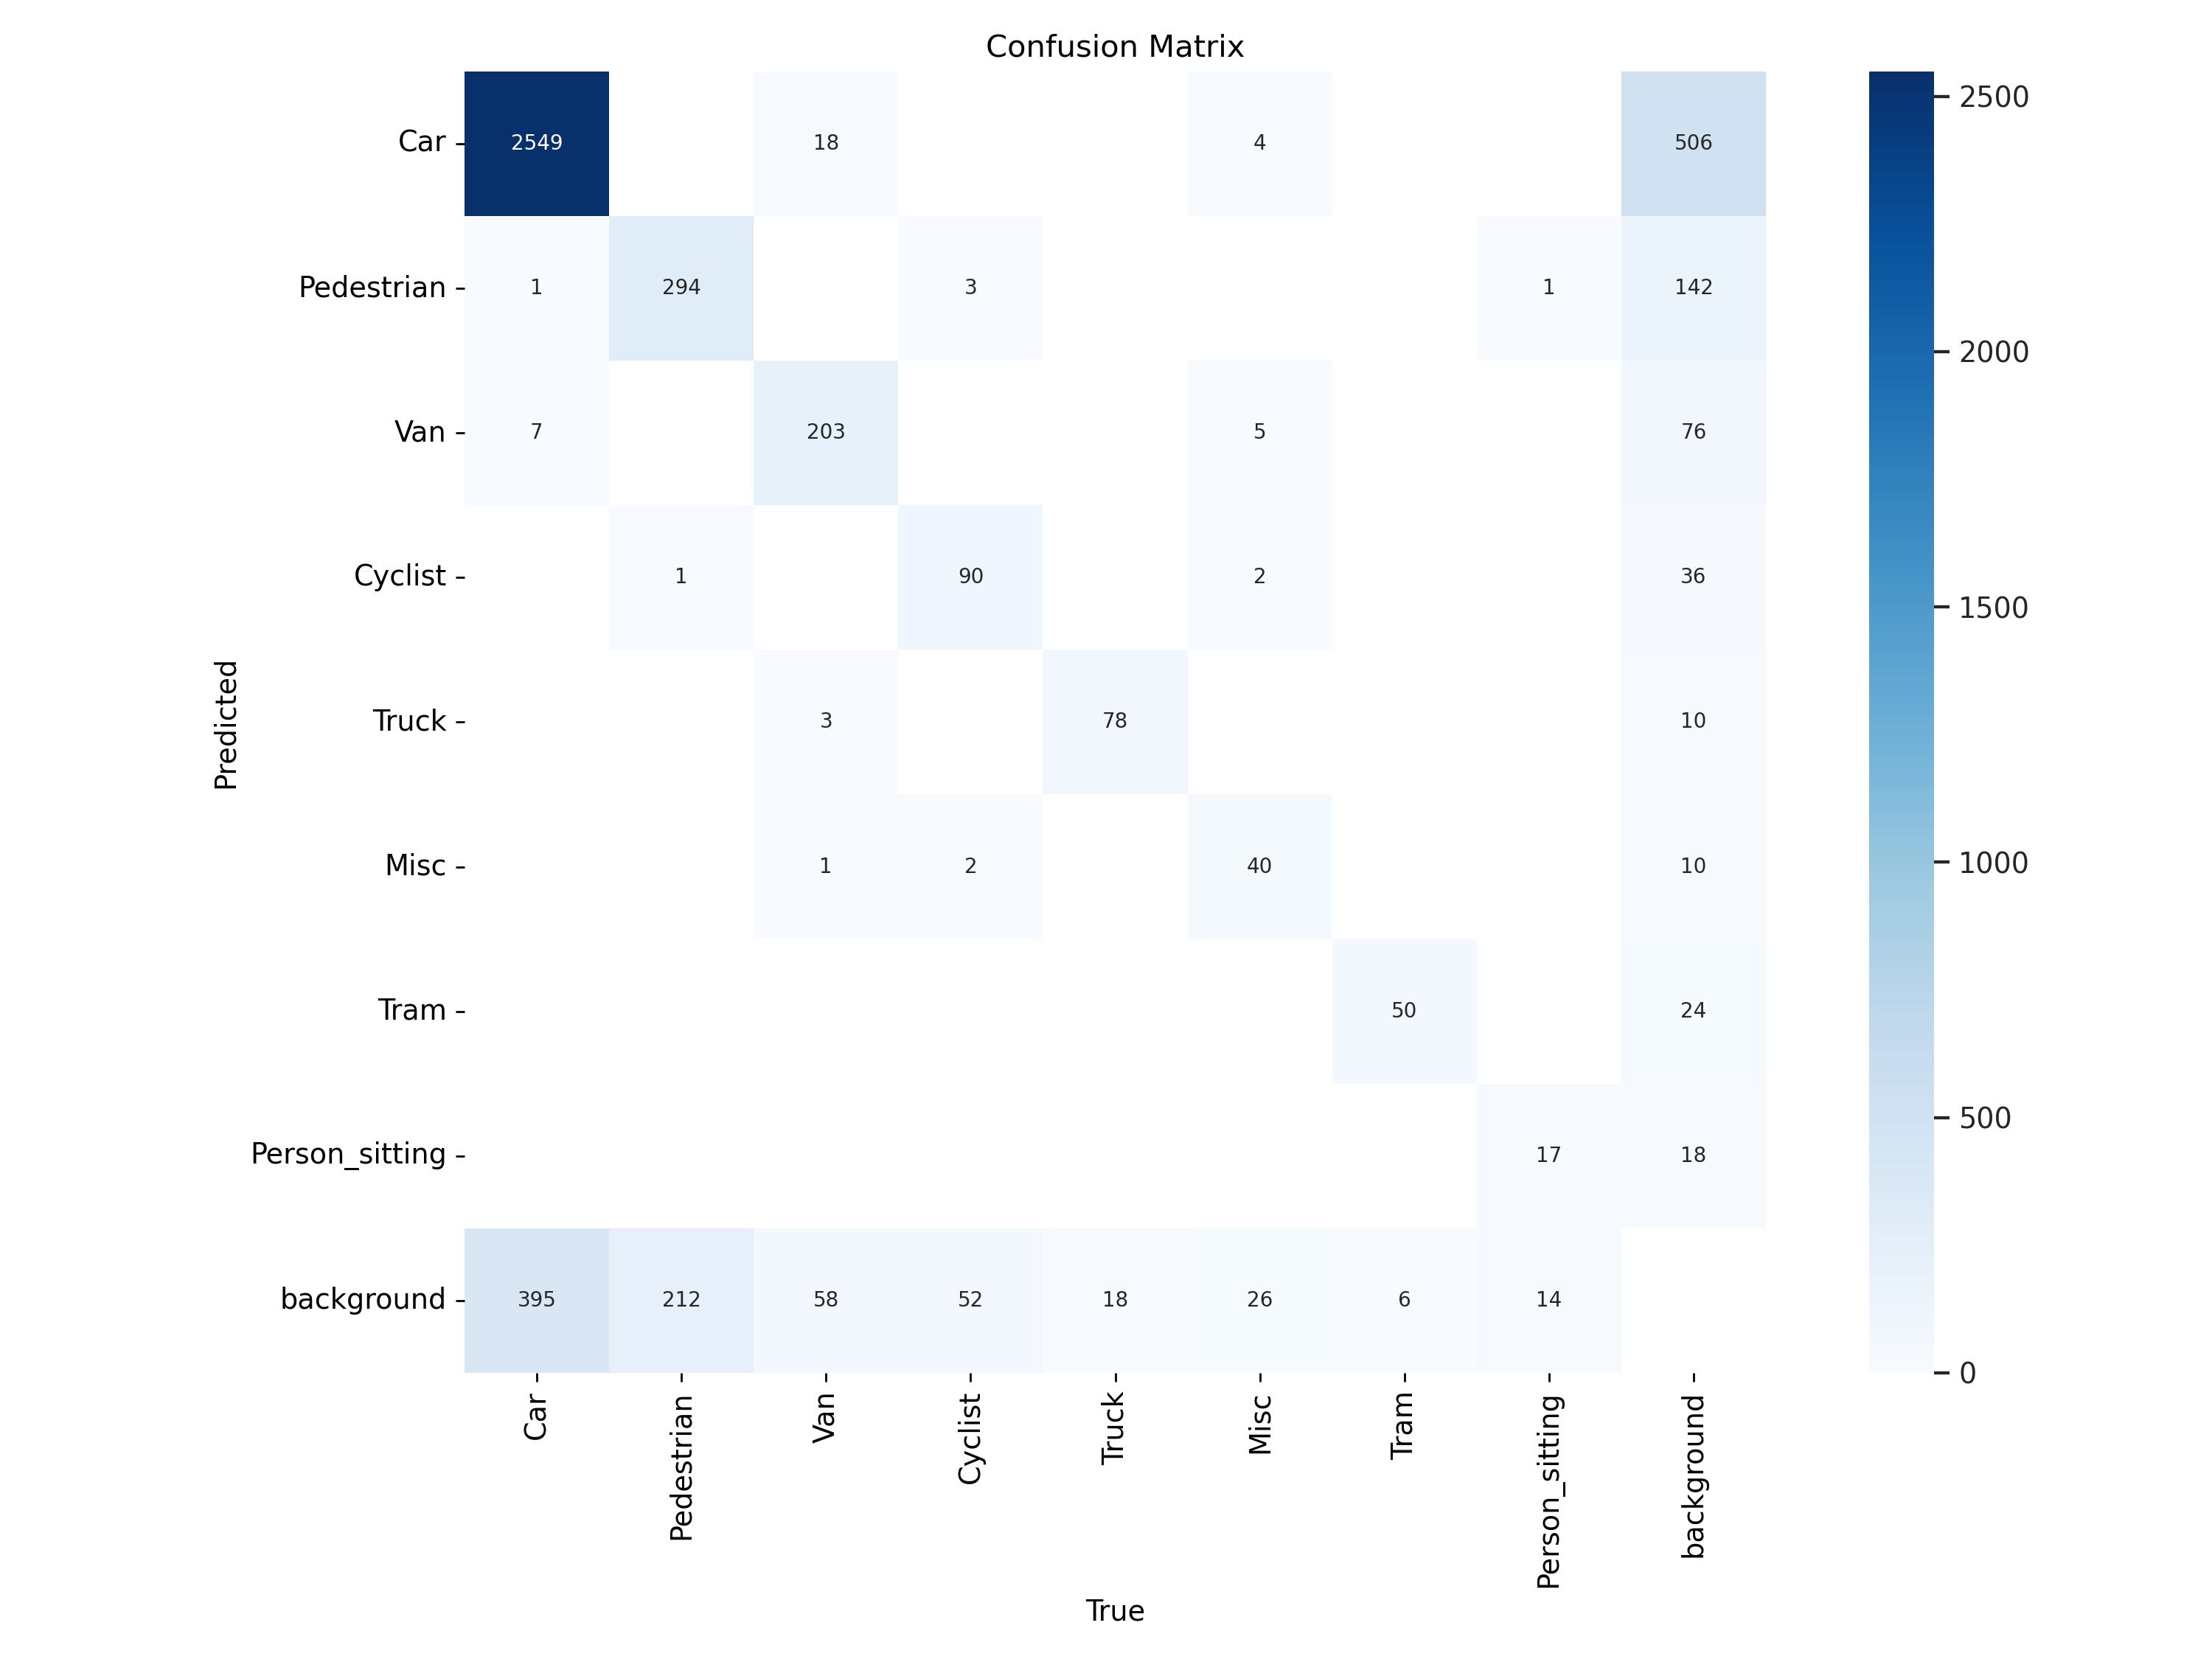 Confusion Matrix
Car 2549 18 4 506
Pedestrian 1 294 3 1 142
Van 7 203 5 76
Cyclist 1 90 2 36
Truck 3 78 10
Misc 1 2 40 10
Tram 50 24
Person_sitting 17 18
background 395 212 58 52 18 26 6 14
Predicted
Car Pedestrian Van Cyclist Truck Misc Tram Person_sitting background
True
2500
2000
1500
1000
500
0